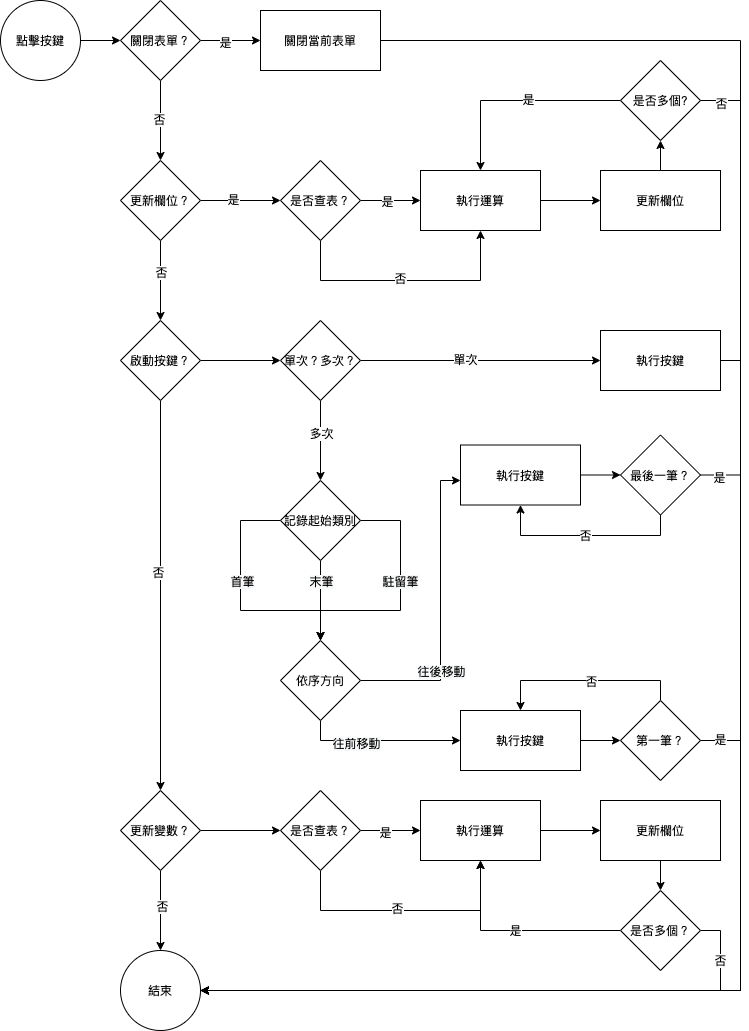 點擊按鍵
關閉表單？
是
關閉當前表單
否
是否多個?
是
否
更新欄位？
是
是否查表？
是
執行運算
更新欄位
否
否
啟動按鍵？
單次？多次？
單次
執行按鍵
多次
執行按鍵
最後一筆？
是
否
記錄起始類別
首筆
末筆
駐留筆
否
依序方向
往後移動
往前移動
否
執行按鍵
第一筆？
是
更新變數？
是否查表？
是
執行運算
更新欄位
否
否
是
是否多個？
否
結束